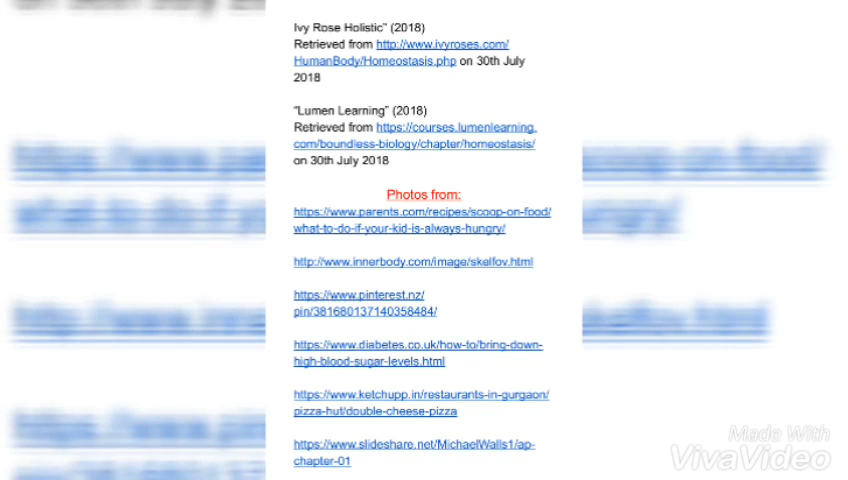 Ivy Rose Holistic" (2018)
Retrieved from http://www.ivyroses.com/
HumanBody/Homeostasis.php on 30th July
2018
"Lumen Learning" (2018)
Retrieved from https://courses.lumenlearning.
com/boundless-biology/chapter/homeostasis/
on 30th July 2018
Photos from:
https://www.parents.com/recipes/scoop-on-food/
what-to-do-if-your-kid-is-always-hungry/
http://www.innerbody.com/image/skelfov.html
https://www.pinterest.nz/
pin/381680137140358484/
https://www.diabetes.co.uk/how-to/bring-down-
high-blood-sugar-levels.html
https://www.ketchupp.in/restaurants-in-gurgaon/
pizza-hut/double-cheese-pizza
https://www.slideshare.net/MichaelWalls1/ap-
chapter-01
Made With
VivaVideo